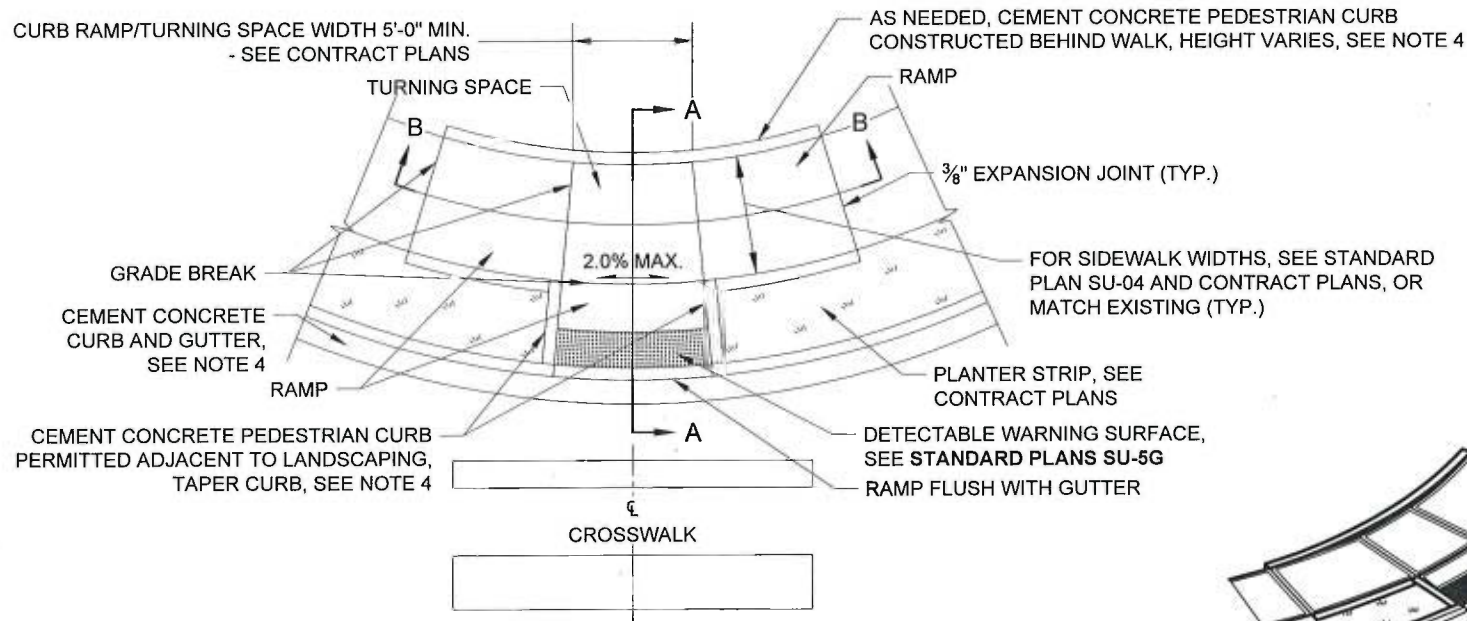 CURB RAMP/TURNING SPACE WIDTH 5'-0" MIN.
- SEE CONTRACT PLANS
TURNING SPACE
AS NEEDED, CEMENT CONCRETE PEDESTRIAN CURB
CONSTRUCTED BEHIND WALK, HEIGHT VARIES, SEE NOTE 4
RAMP
A
B
B
⅜" EXPANSION JOINT (TYP.)
GRADE BREAK
2.0% MAX.
FOR SIDEWALK WIDTHS, SEE STANDARD
PLAN SU-04 AND CONTRACT PLANS, OR
MATCH EXISTING (TYP.)
CEMENT CONCRETE
CURB AND GUTTER,
SEE NOTE 4
RAMP
PLANTER STRIP, SEE
CONTRACT PLANS
CEMENT CONCRETE PEDESTRIAN CURB
PERMITTED ADJACENT TO LANDSCAPING,
TAPER CURB, SEE NOTE 4
A
DETECTABLE WARNING SURFACE,
SEE STANDARD PLANS SU-5G
RAMP FLUSH WITH GUTTER
℄
CROSSWALK